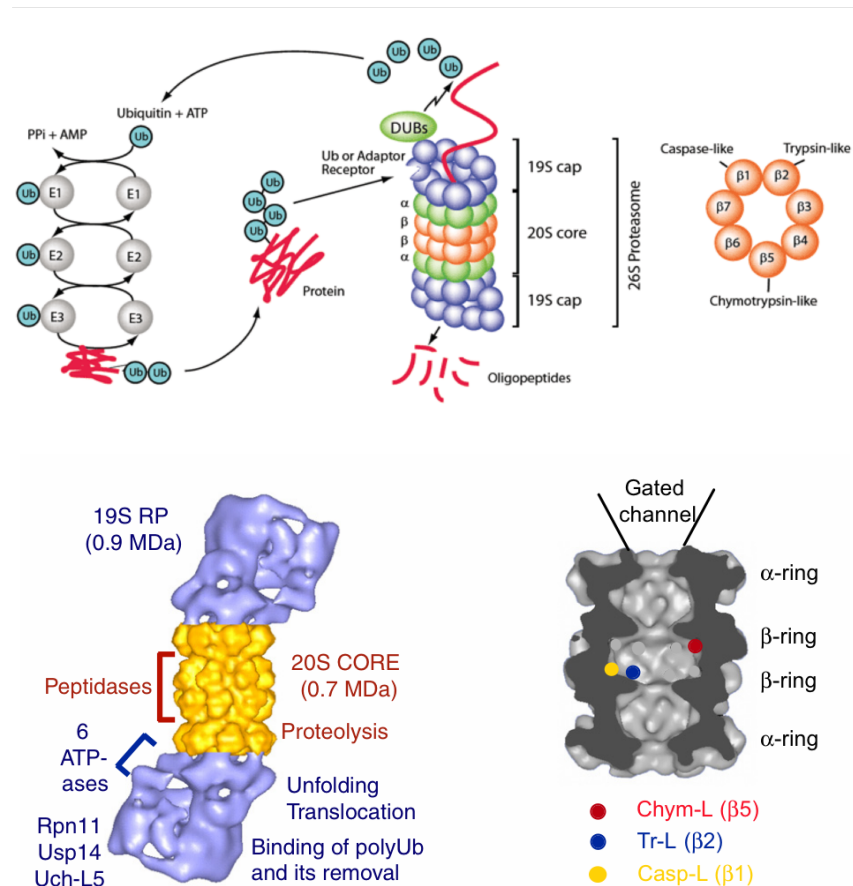 Ub
Ub
Ub
Ub
Ubiquitin + ATP
PPi + AMP
Ub
DUBs
Ub or Adaptor
Receptor
Ub
E1
E1
Ub
E2
E2
Ub
E3
E3
Ub
Ub
Ub
Ub
Ub
Ub
Protein
α
β
β
α
19S cap
20S core
19S cap
26S Proteasome
Oligopeptides
Caspase-like
Trypsin-like
β1
β2
β7
β3
β6
β4
β5
Chymotrypsin-like
19S RP
(0.9 MDa)
Peptidases
20S CORE
(0.7 MDa)
6
ATP-
ases
Proteolysis
Unfolding
Translocation
Rpn11
Usp14
Uch-L5
Binding of polyUb
and its removal
Gated
channel
α-ring
β-ring
β-ring
α-ring
Chym-L (β5)
Tr-L (β2)
Casp-L (β1)